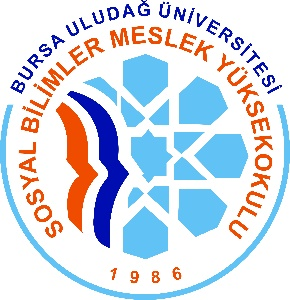 BURSA ULUDAĞ ÜNİVERSİTESİ
SOSYAL BİLİMLER MESLEK YÜKSEKOKULU
1986